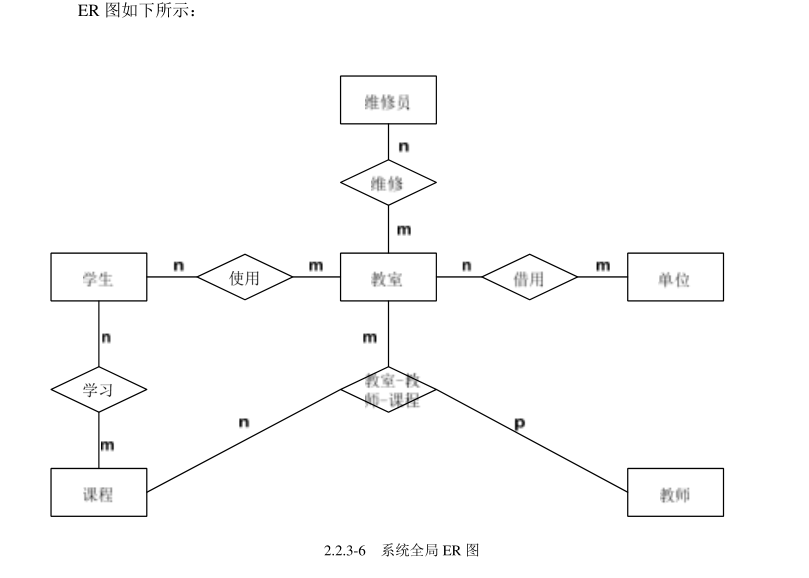 ER 图如下所示：
维修员
n
维修
m
学生
n
使用
m
教室
n
借用
m
单位
n
m
学习
教室-教
师-课程
n
p
m
课程
教师
2.2.3-6 系统全局 ER 图